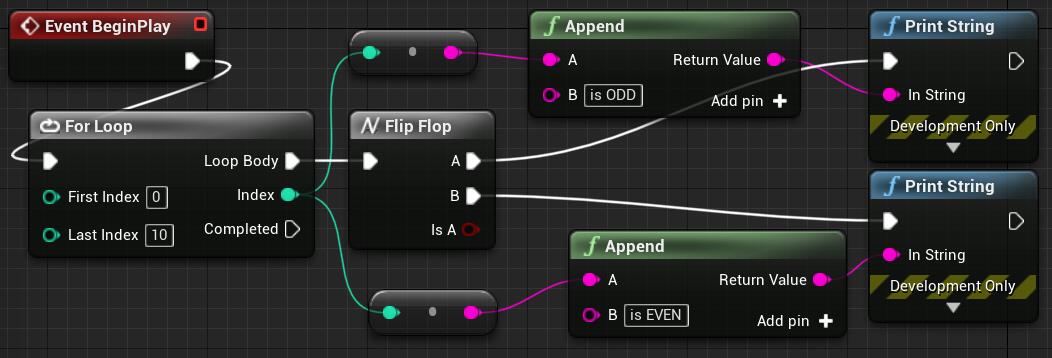 Event BeginPlay
For Loop
Loop Body
First Index 0
Index
Last Index 10
Completed
Flip Flop
A
B
Is A
Append
A
Return Value
B is ODD
Add pin
Print String
In String
Development Only
Append
A
Return Value
B is EVEN
Add pin
Print String
In String
Development Only